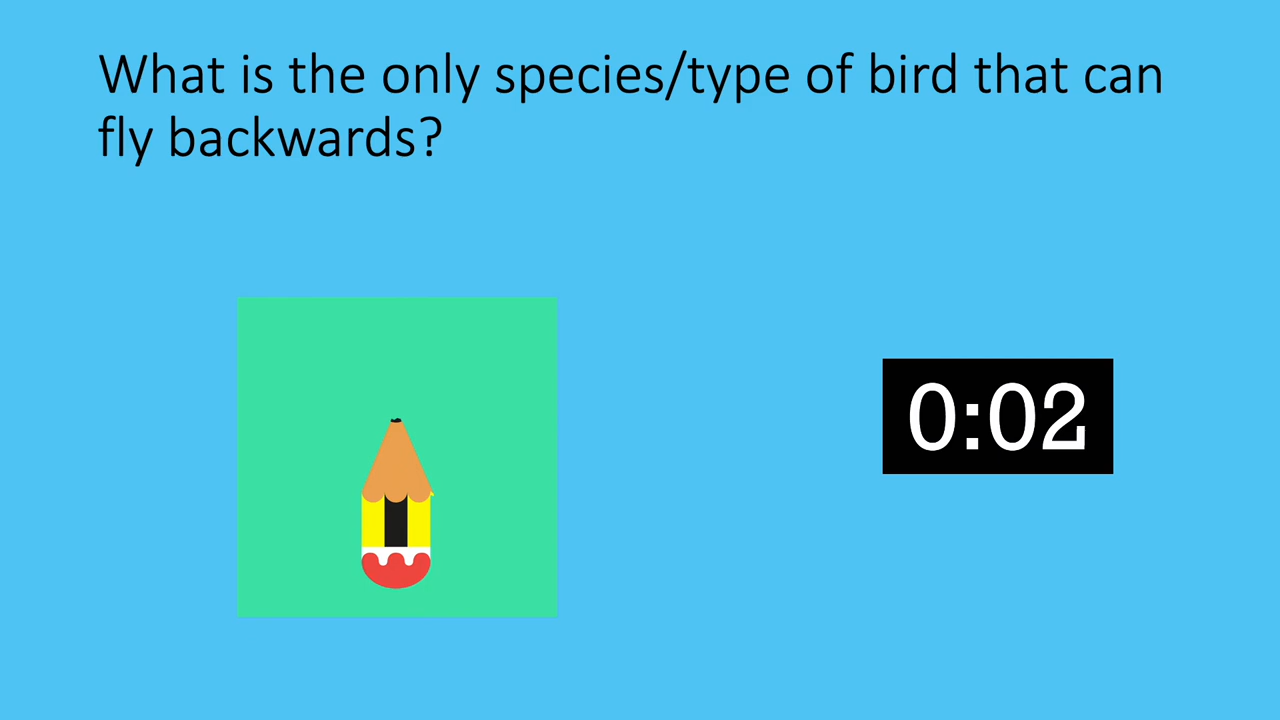 What is the only species/type of bird that can
fly backwards?
0:02